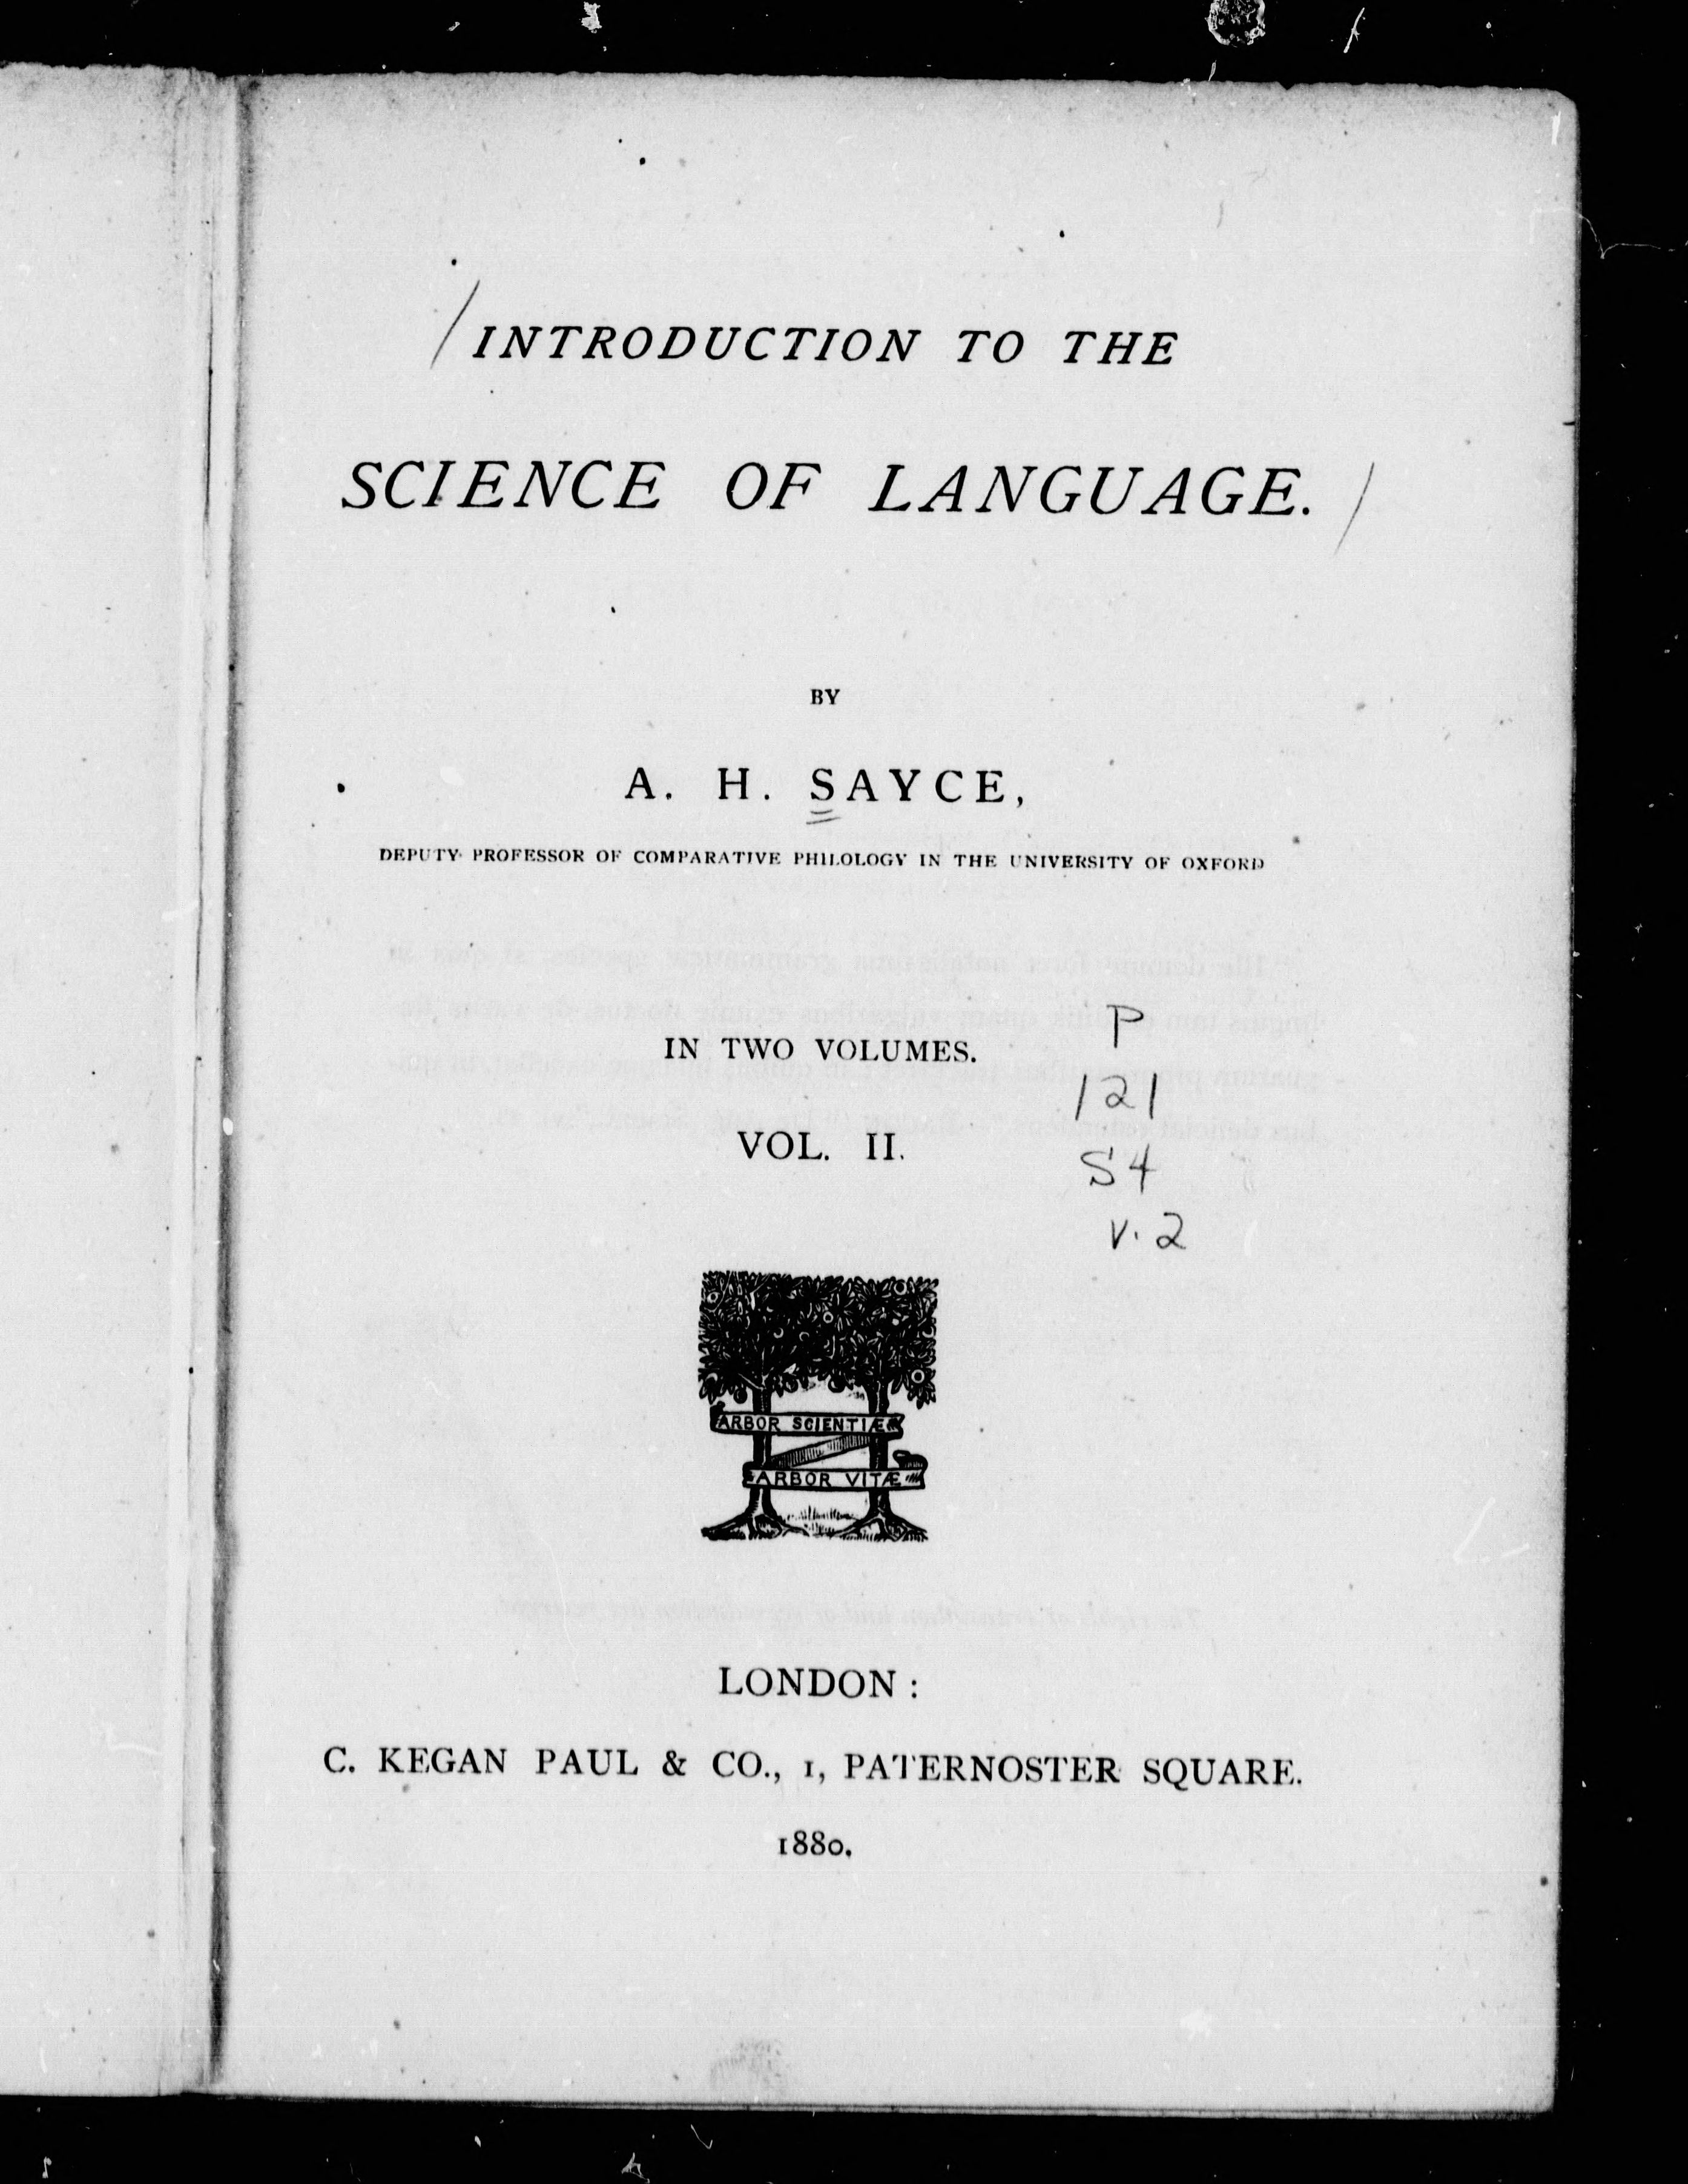 INTRODUCTION TO THE
SCIENCE OF LANGUAGE.
BY
A. H. SAYCE,
DEPUTY PROFESSOR OF COMPARATIVE PHILOLOGY IN THE UNIVERSITY OF OXFORD
IN TWO VOLUMES.
VOL. II.
P
121
S4
v. 2
ARBOR SCIENTIÆ
ARBOR VITÆ
LONDON:
C. KEGAN PAUL & CO., 1, PATERNOSTER SQUARE.
1880.